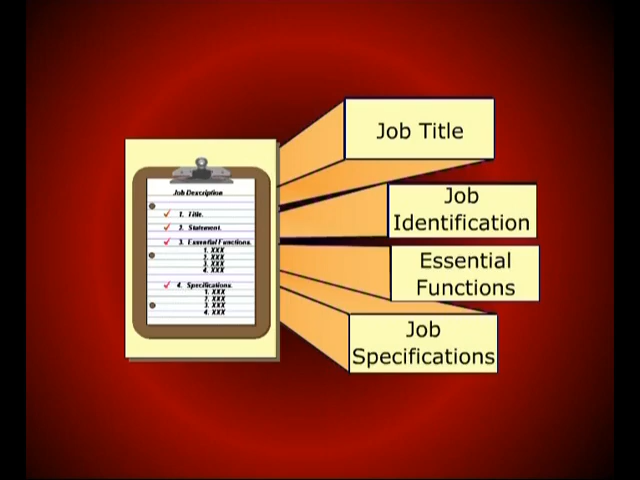 Job Description
1. Title.
2. Statement.
3. Essential Functions.
1. XXX
2. XXX
3. XXX
4. XXX
4. Specifications.
1. XXX
2. XXX
3. XXX
4. XXX
Job Title
Job
Identification
Essential
Functions
Job
Specifications